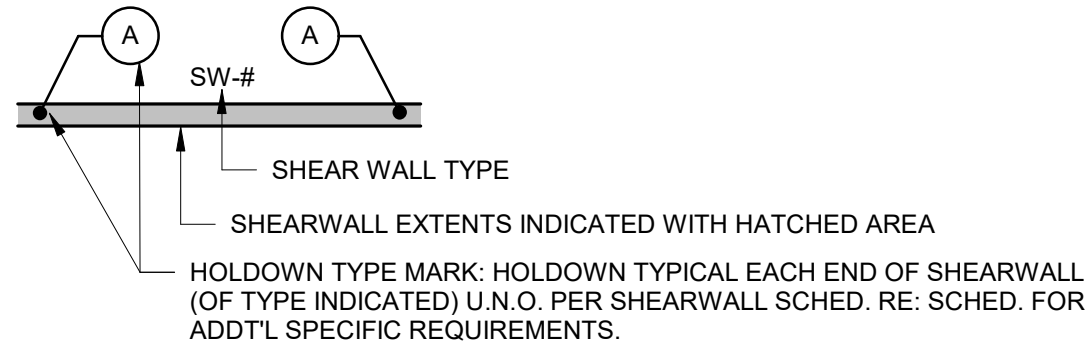 A
A
SW-#
SHEAR WALL TYPE
SHEARWALL EXTENTS INDICATED WITH HATCHED AREA
HOLDOWN TYPE MARK: HOLDOWN TYPICAL EACH END OF SHEARWALL
(OF TYPE INDICATED) U.N.O. PER SHEARWALL SCHED. RE: SCHED. FOR
ADDT'L SPECIFIC REQUIREMENTS.